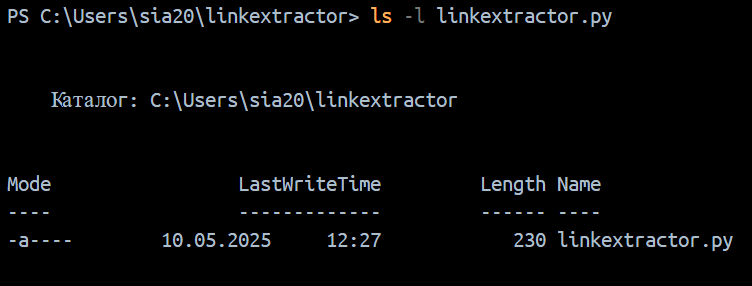 PS C:\Users\sia20\linkextractor> ls -l linkextractor.py
Каталог: C:\Users\sia20\linkextractor
Mode LastWriteTime Length Name
---- ------------- ------ ----
-a---- 10.05.2025 12:27 230 linkextractor.py